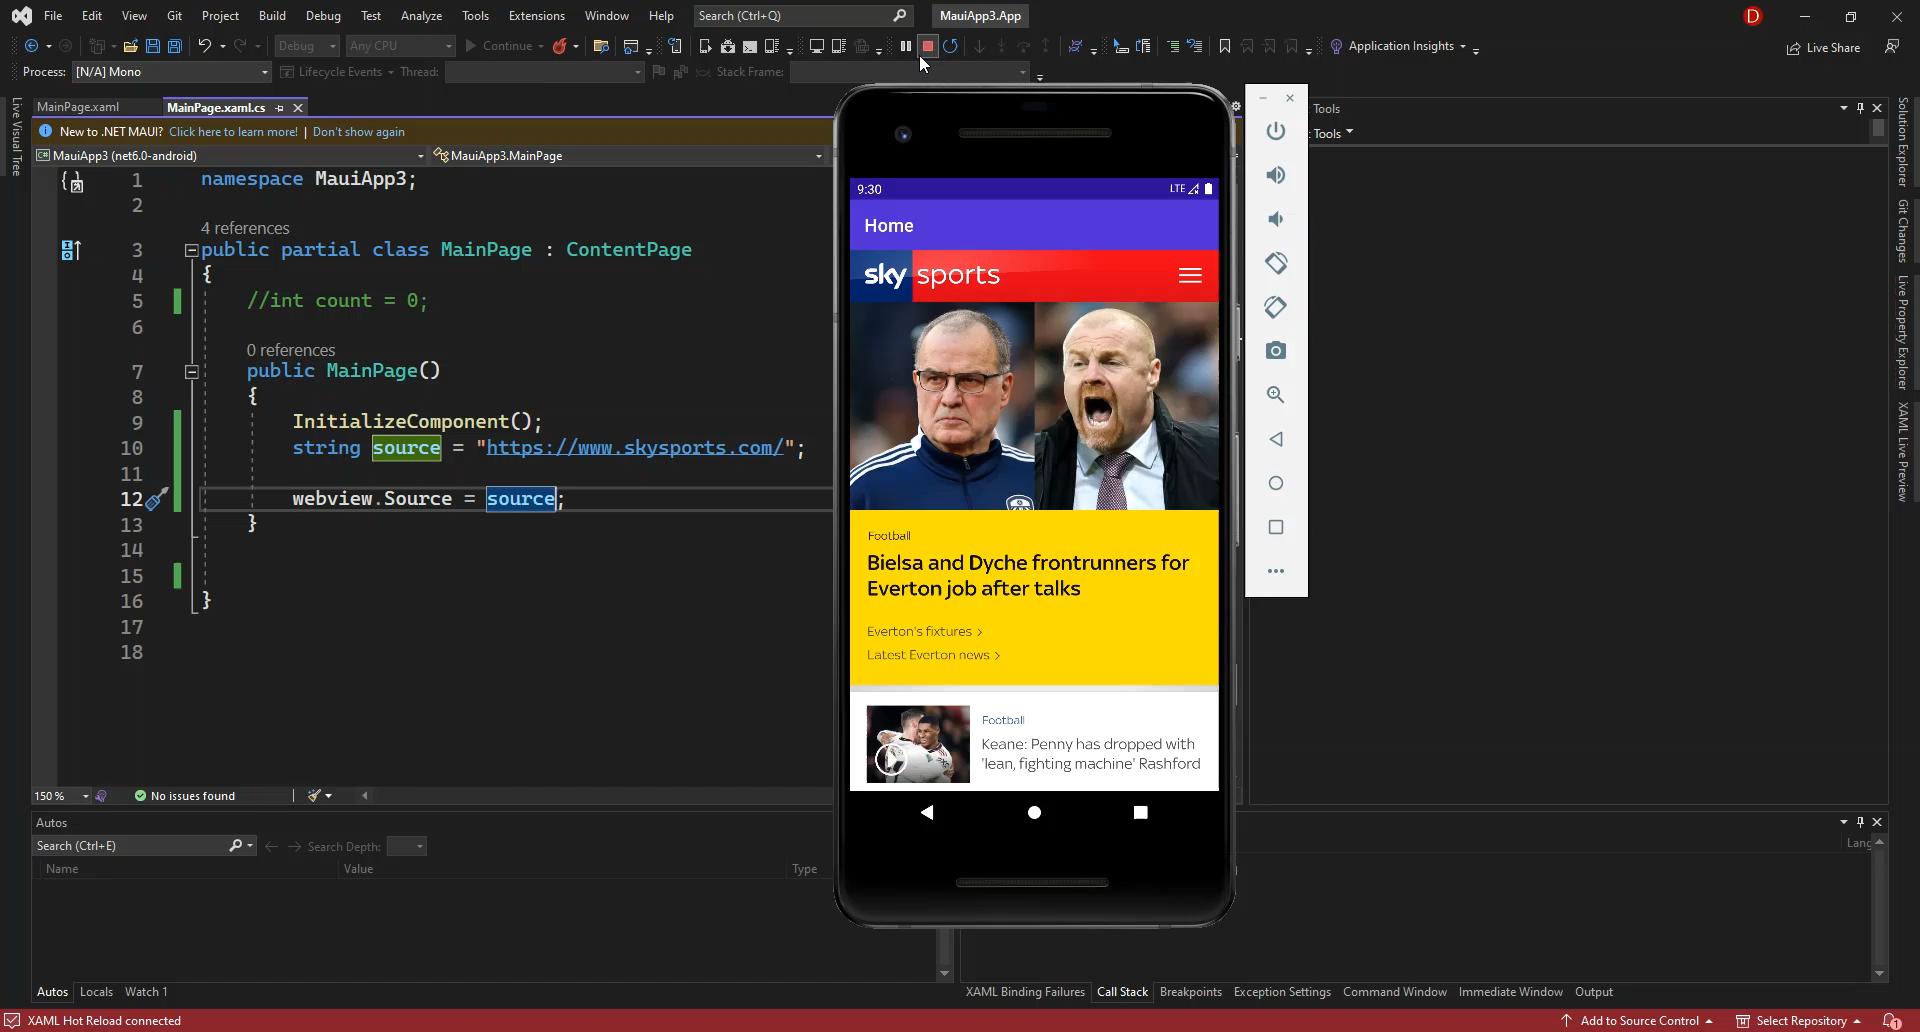 File Edit View Git Project Build Debug Test Analyze Tools Extensions Window Help Search (Ctrl+Q) MauiApp3.App D
Debug Any CPU Continue Application Insights Live Share
Process: [N/A] Mono Lifecycle Events Thread: Stack Frame:
MainPage.xaml MainPage.xaml.cs
Tools
New to .NET MAUI? Click here to learn more! | Don't show again
Tools
MauiApp3 (net6.0-android) MauiApp3.MainPage
Live Visual Tree
Solution Explorer
Git Changes
Live Property Explorer
XAML Live Preview
1 namespace MauiApp3;
2
4 references
3 public partial class MainPage : ContentPage
4 {
5 //int count = 0;
6
0 references
7 public MainPage()
8 {
9 InitializeComponent();
10 string source = "https://www.skysports.com/";
11
12 webview.Source = source;
13 }
14
15
16 }
17
18
9:30 LTE
Home
sky sports
Football
Bielsa and Dyche frontrunners for
Everton job after talks
Everton's fixtures >
Latest Everton news >
Football
Keane: Penny has dropped with
'lean, fighting machine' Rashford
150 % No issues found
Autos
Search (Ctrl+E) Search Depth:
Lang
Name Value Type
Autos Locals Watch 1
XAML Binding Failures Call Stack Breakpoints Exception Settings Command Window Immediate Window Output
XAML Hot Reload connected Add to Source Control Select Repository 1